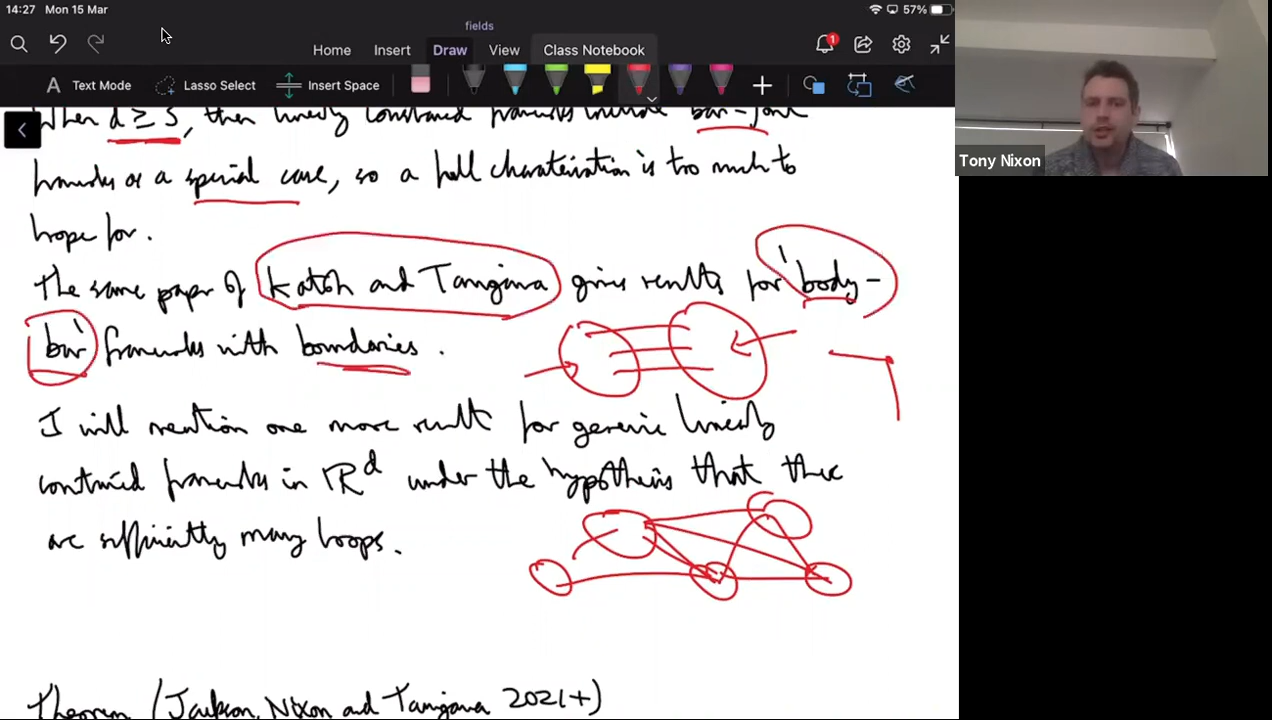 14:27 Mon 15 Mar
57%
fields
Home Insert Draw View Class Notebook
1
Text Mode Lasso Select Insert Space
Tony Nixon
When d ≥ 3, then linearly constrained frameworks include bar-joint
frameworks as a special case, so a full characterisation is too much to
hope for.
The same paper of Katoh and Tanigawa gives results for 'body-
bar' frameworks with boundaries.
I will mention one more result for generic linearly
constrained frameworks in ℝᵈ under the hypothesis that there
are sufficiently many loops.
Theorem (Jackson, Nixon and Tanigawa 2021+)